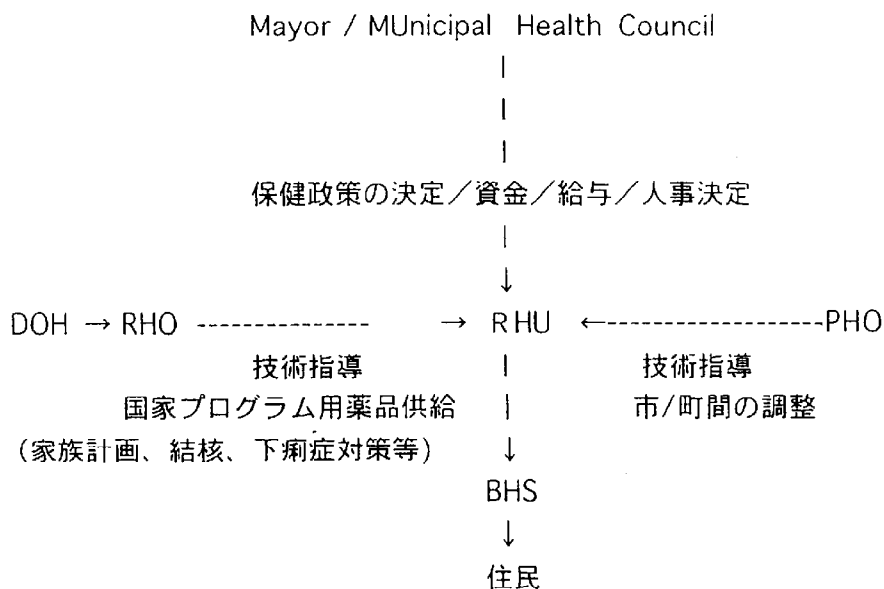 Mayor / MUnicipal Health Council
保健政策の決定／資金／給与／人事決定
DOH → RHO ---------------- → RHU ←--------------------PHO
技術指導 技術指導
国家プログラム用薬品供給 市/町間の調整
（家族計画、結核、下痢症対策等）
BHS
住民